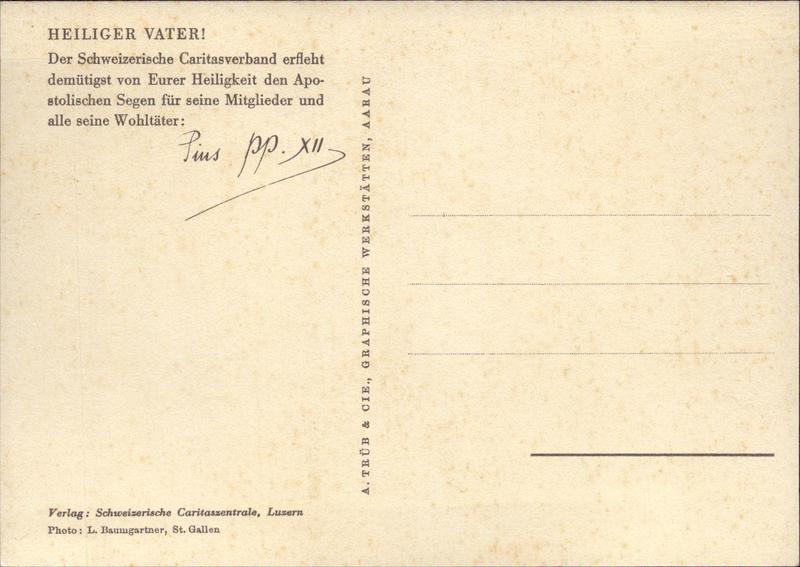 HEILIGER VATER!
Der Schweizerische Caritasverband erfleht
demütigst von Eurer Heiligkeit den Apo-
stolischen Segen für seine Mitglieder und
alle seine Wohltäter:
Pius pp. XII
Verlag: Schweizerische Caritaszentrale, Luzern
Photo: L. Baumgartner, St. Gallen
A. TRÜB & CIE., GRAPHISCHE WERKSTÄTTEN, AARAU